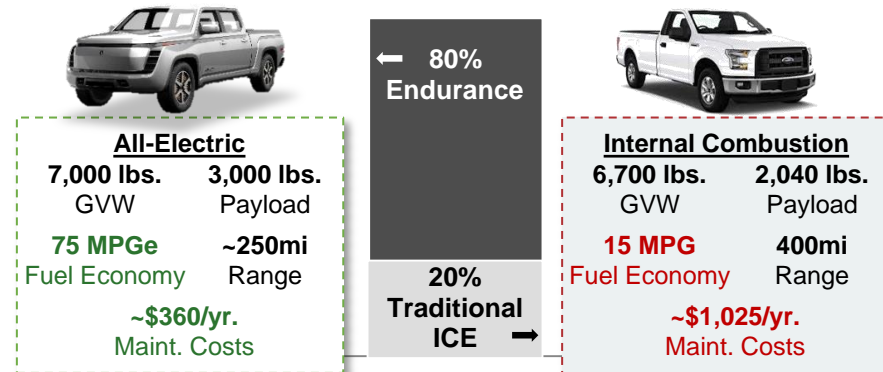 All-Electric
7,000 lbs. 3,000 lbs.
GVW Payload
75 MPGe ~250mi
Fuel Economy Range
~$360/yr.
Maint. Costs
80%
Endurance
20%
Traditional
ICE
Internal Combustion
6,700 lbs. 2,040 lbs.
GVW Payload
15 MPG 400mi
Fuel Economy Range
~$1,025/yr.
Maint. Costs